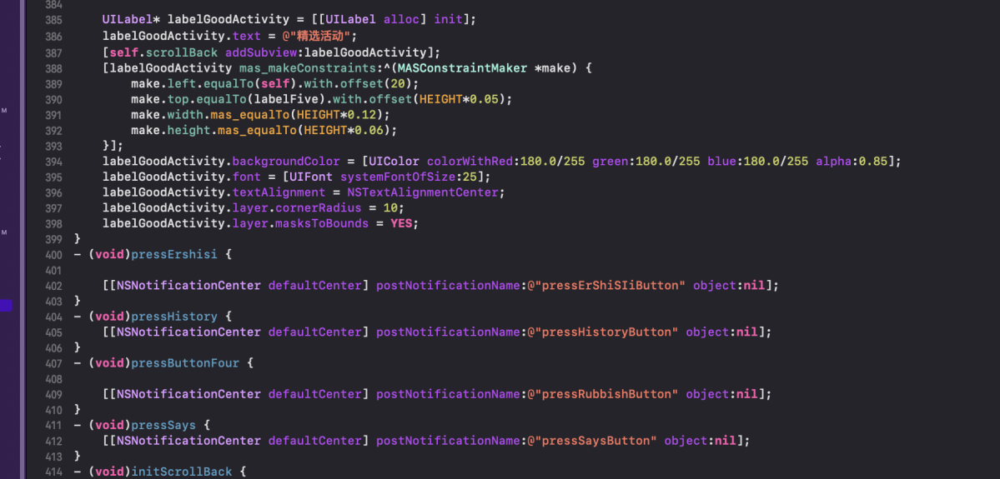 384
385 UILabel* labelGoodActivity = [[UILabel alloc] init];
386 labelGoodActivity.text = @"精选活动";
387 [self.scrollBack addSubview:labelGoodActivity];
388 [labelGoodActivity mas_makeConstraints:^(MASConstraintMaker *make) {
389 make.left.equalTo(self).with.offset(20);
390 make.top.equalTo(labelFive).with.offset(HEIGHT*0.05);
391 make.width.mas_equalTo(HEIGHT*0.12);
392 make.height.mas_equalTo(HEIGHT*0.06);
393 }];
394 labelGoodActivity.backgroundColor = [UIColor colorWithRed:180.0/255 green:180.0/255 blue:180.0/255 alpha:0.85];
395 labelGoodActivity.font = [UIFont systemFontOfSize:25];
396 labelGoodActivity.textAlignment = NSTextAlignmentCenter;
397 labelGoodActivity.layer.cornerRadius = 10;
398 labelGoodActivity.layer.masksToBounds = YES;
399 }
400 - (void)pressErshisi {
401
402 [[NSNotificationCenter defaultCenter] postNotificationName:@"pressErShiSIiButton" object:nil];
403 }
404 - (void)pressHistory {
405 [[NSNotificationCenter defaultCenter] postNotificationName:@"pressHistoryButton" object:nil];
406 }
407 - (void)pressButtonFour {
408
409 [[NSNotificationCenter defaultCenter] postNotificationName:@"pressRubbishButton" object:nil];
410 }
411 - (void)pressSays {
412 [[NSNotificationCenter defaultCenter] postNotificationName:@"pressSaysButton" object:nil];
413 }
414 - (void)initScrollBack {
M
M